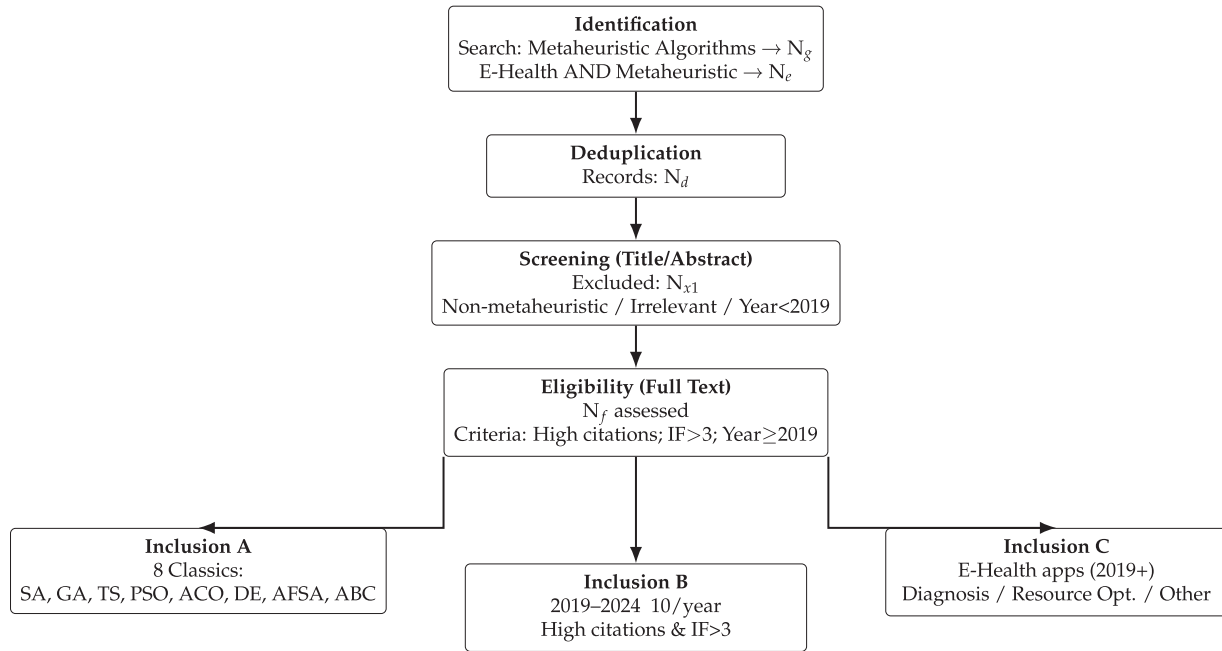 Identification
Search: Metaheuristic Algorithms → N_g
E-Health AND Metaheuristic → N_e
Deduplication
Records: N_d
Screening (Title/Abstract)
Excluded: N_x1
Non-metaheuristic / Irrelevant / Year<2019
Eligibility (Full Text)
N_f assessed
Criteria: High citations; IF>3; Year≥2019
Inclusion A
8 Classics:
SA, GA, TS, PSO, ACO, DE, AFSA, ABC
Inclusion B
2019–2024 10/year
High citations & IF>3
Inclusion C
E-Health apps (2019+)
Diagnosis / Resource Opt. / Other